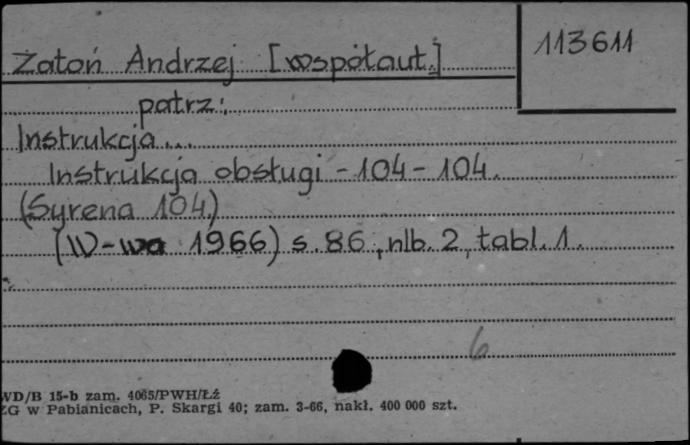 Zatoń Andrzej [współaut.]
113611
patrz:
Instrukcja...
Instrukcja obsługi - 104 - 104.
(Syrena 104)
(W-wa 1966) s. 86, nlb. 2, tabl. 1.
6
WD/B 15-b zam. 4065/PWH/Łź
ZG w Pabianicach, P. Skargi 40; zam. 3-66, nakł. 400 000 szt.